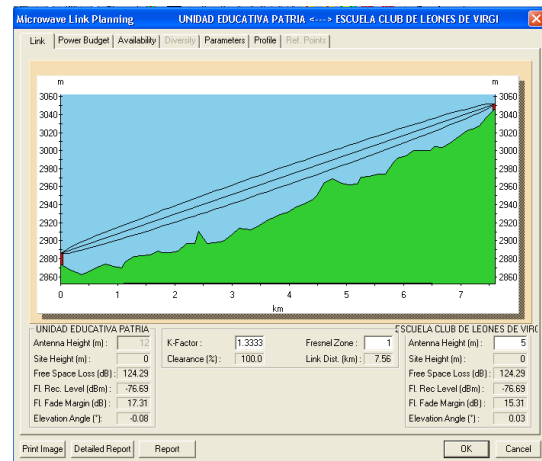 Microwave Link Planning UNIDAD EDUCATIVA PATRIA <---> ESCUELA CLUB DE LEONES DE VIRGI
Link Power Budget Availability Diversity Parameters Profile Ref. Points
m m
3060 3060
3040 3040
3020 3020
3000 3000
2980 2980
2960 2960
2940 2940
2920 2920
2900 2900
2880 2880
2860 2860
0 1 2 3 4 5 6 7
km
UNIDAD EDUCATIVA PATRIA
Antenna Height (m) : 12
Site Height (m) : 0
Free Space Loss (dB) : 124.29
Fl. Rec. Level (dBm) : -76.69
Fl. Fade Margin (dB) : 17.31
Elevation Angle (°): -0.08
K-Factor : 1.3333 Fresnel Zone : 1
Clearance (%) : 100.0 Link Dist. (km) : 7.56
ESCUELA CLUB DE LEONES DE VIRG
Antenna Height (m) : 5
Site Height (m) : 0
Free Space Loss (dB) : 124.29
Fl. Rec. Level (dBm) : -76.69
Fl. Fade Margin (dB) : 15.31
Elevation Angle (°): 0.03
Print Image Detailed Report Report OK Cancel